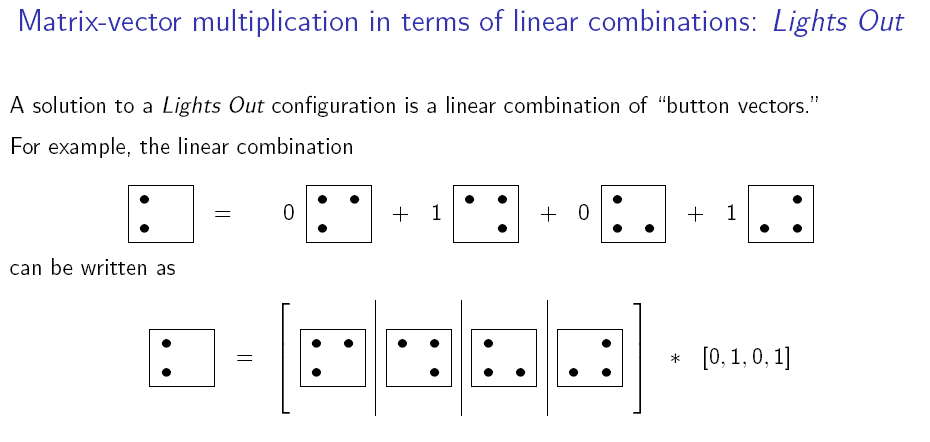 Matrix-vector multiplication in terms of linear combinations: Lights Out
A solution to a Lights Out configuration is a linear combination of “button vectors.”
For example, the linear combination
= 0 + 1 + 0 + 1
can be written as
= [ | | | ] * [0, 1, 0, 1]